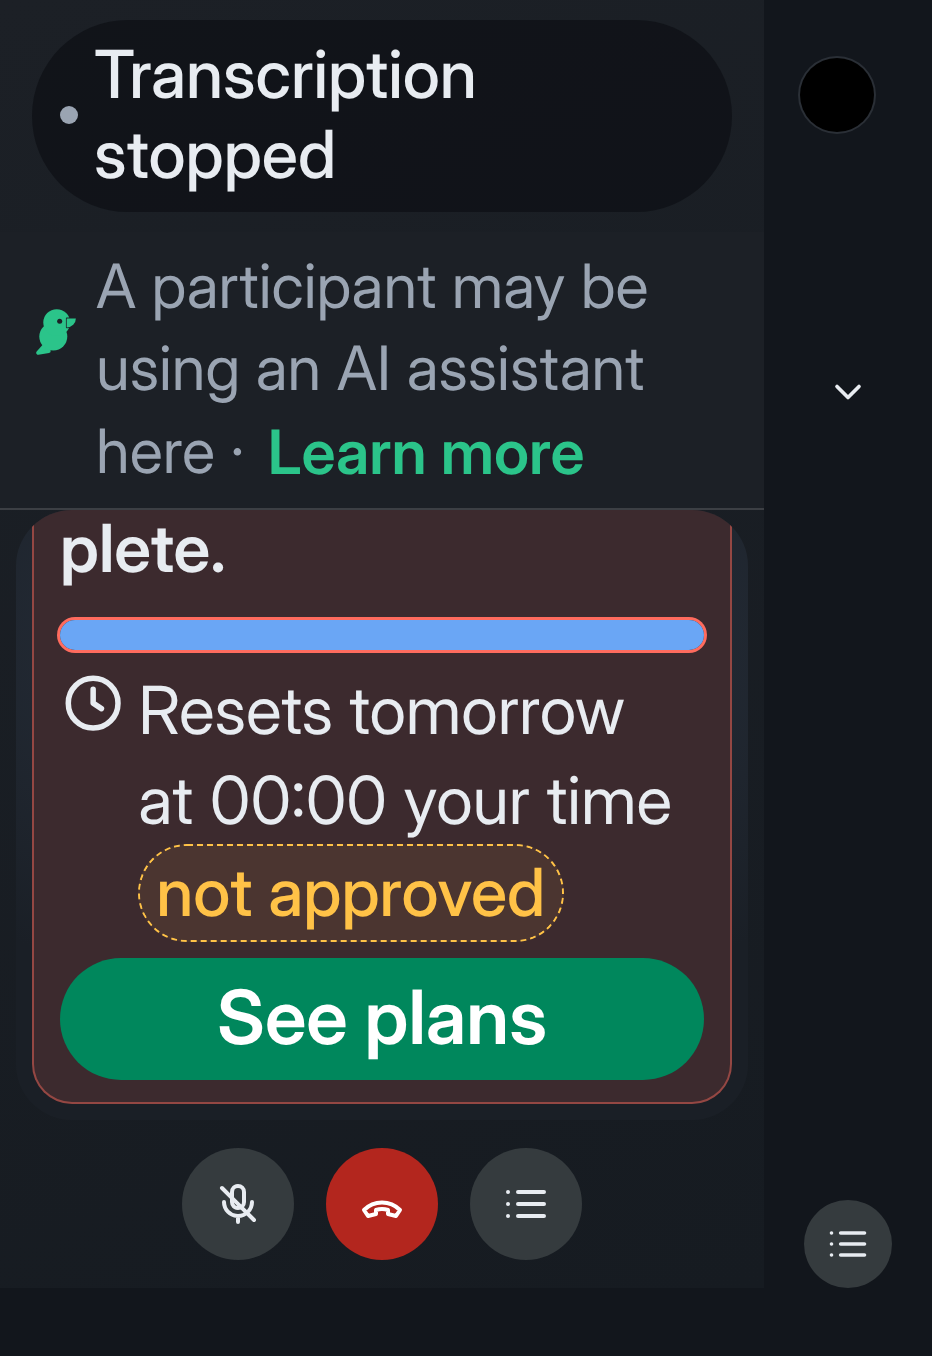 Transcription
stopped
A participant may be
using an AI assistant
here · Learn more
plete.
Resets tomorrow
at 00:00 your time
not approved
See plans